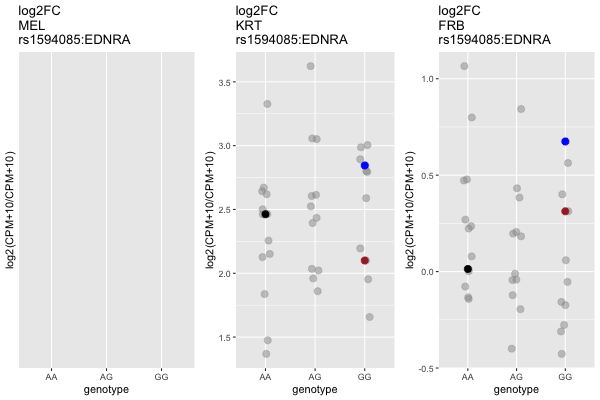 log2FC
MEL
rs1594085:EDNRA
log2(CPM+10/CPM+10)
AA AG GG
genotype
log2FC
KRT
rs1594085:EDNRA
log2(CPM+10/CPM+10)
3.5
3.0
2.5
2.0
1.5
AA AG GG
genotype
log2FC
FRB
rs1594085:EDNRA
log2(CPM+10/CPM+10)
1.0
0.5
0.0
-0.5
AA AG GG
genotype